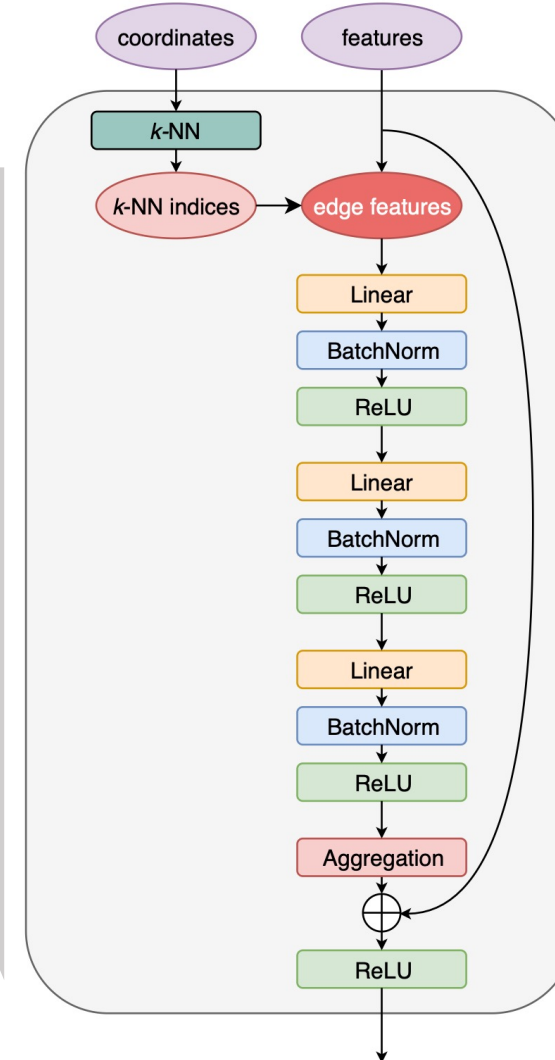 coordinates
features
k-NN
k-NN indices
edge features
Linear
BatchNorm
ReLU
Linear
BatchNorm
ReLU
Linear
BatchNorm
ReLU
Aggregation
ReLU